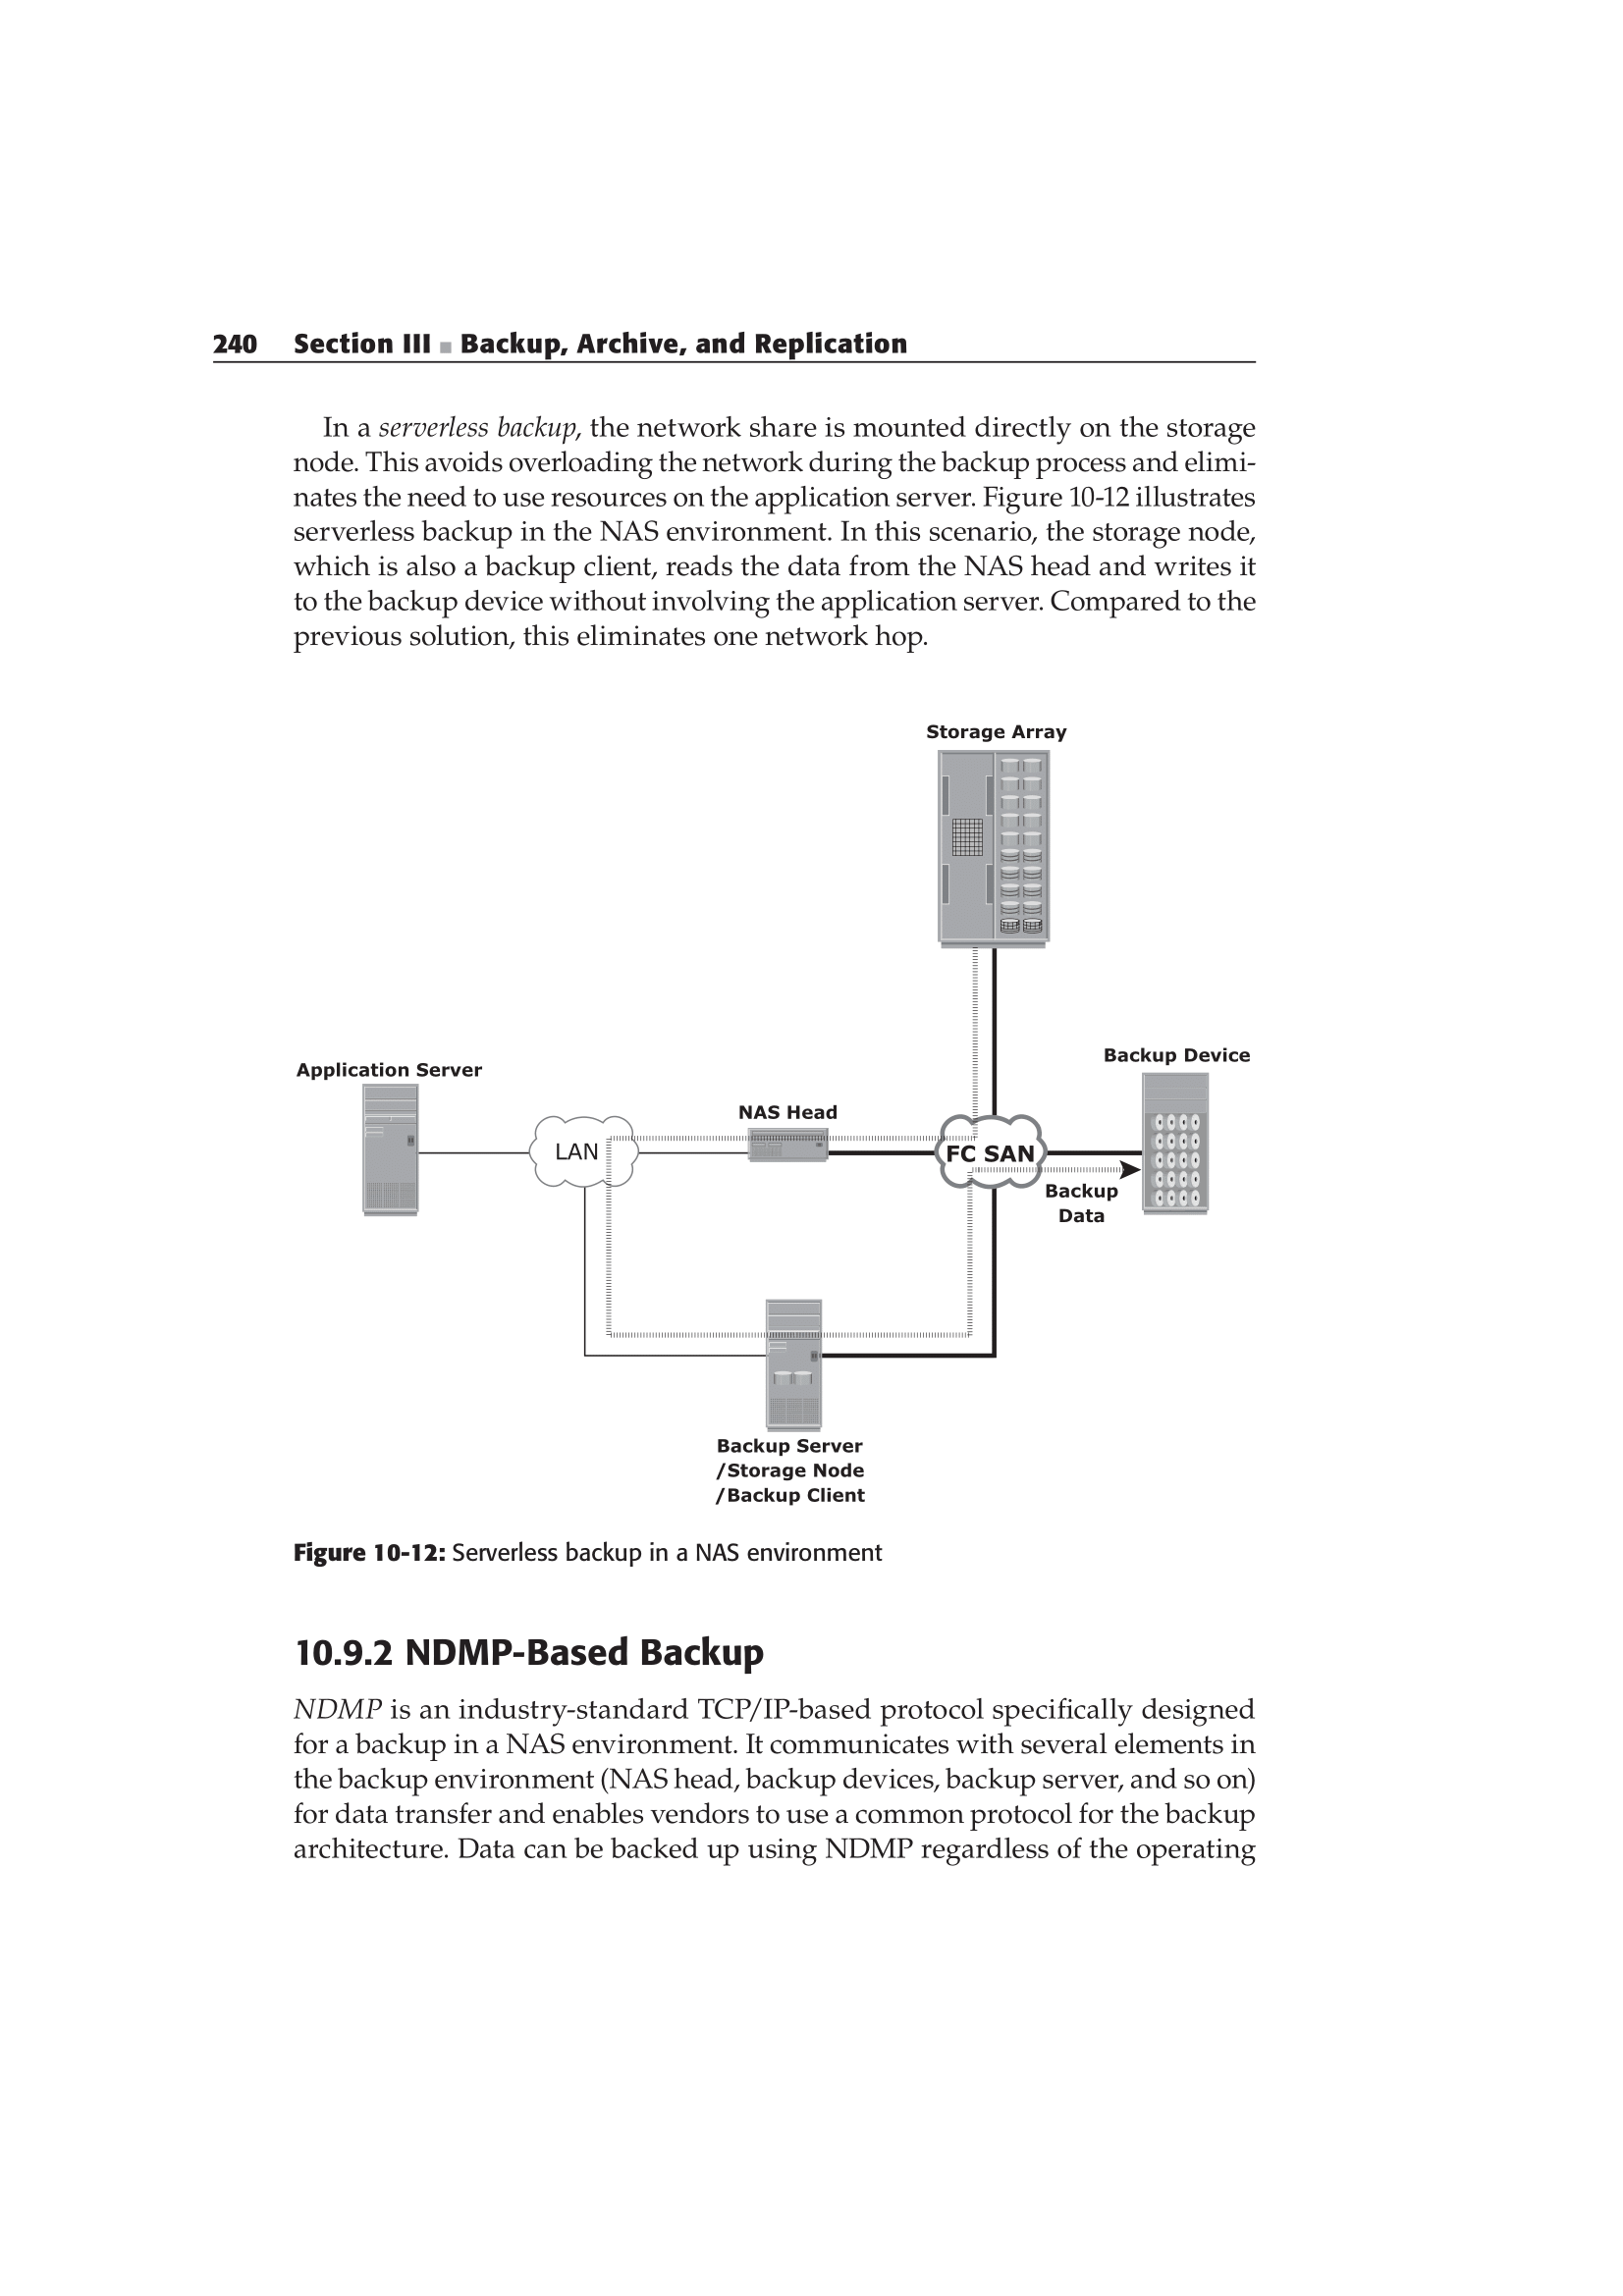 240 Section III ■ Backup, Archive, and Replication
In a serverless backup, the network share is mounted directly on the storage
node. This avoids overloading the network during the backup process and elimi-
nates the need to use resources on the application server. Figure 10-12 illustrates
serverless backup in the NAS environment. In this scenario, the storage node,
which is also a backup client, reads the data from the NAS head and writes it
to the backup device without involving the application server. Compared to the
previous solution, this eliminates one network hop.
Storage Array
Application Server
Backup Device
NAS Head
LAN
FC SAN
Backup
Data
Backup Server
/Storage Node
/Backup Client
Figure 10-12: Serverless backup in a NAS environment
10.9.2 NDMP-Based Backup
NDMP is an industry-standard TCP/IP-based protocol specifically designed
for a backup in a NAS environment. It communicates with several elements in
the backup environment (NAS head, backup devices, backup server, and so on)
for data transfer and enables vendors to use a common protocol for the backup
architecture. Data can be backed up using NDMP regardless of the operating